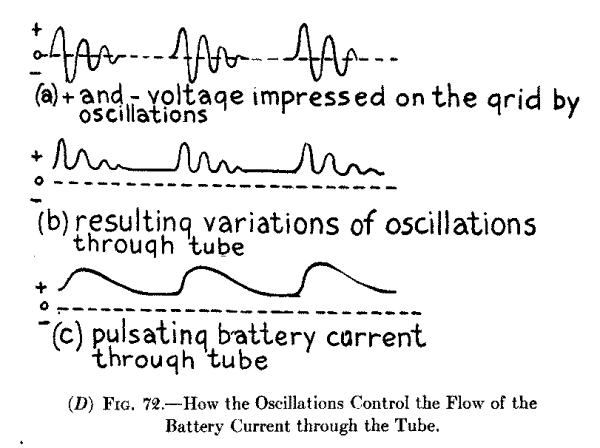 +
o
−
(a) + and - voltage impressed on the grid by
oscillations
+
o
−
(b) resulting variations of oscillations
through tube
+
o
−
(c) pulsating battery current
through tube
(D) FIG. 72.—How the Oscillations Control the Flow of the
Battery Current through the Tube.